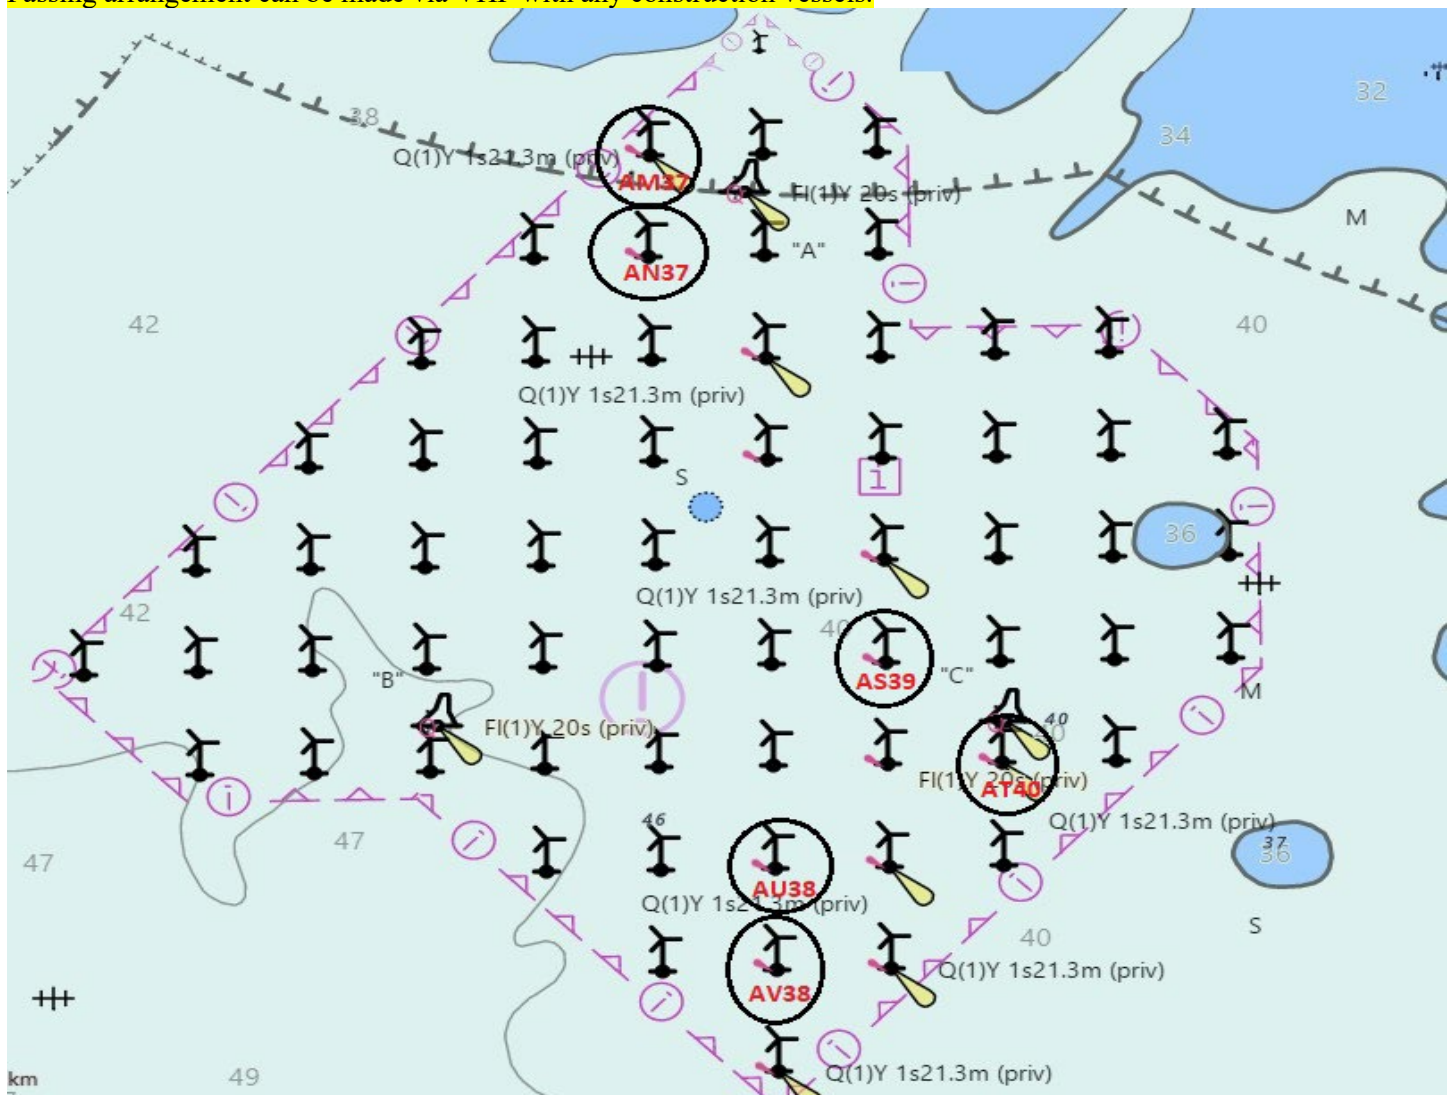 Passing arrangement can be made via VHF with any construction vessels.
32
38
34
Q(1)Y 1s21.3m (priv)
AM37
Fl(1)Y 20s (priv)
M
"A"
AN37
42
40
Q(1)Y 1s21.3m (priv)
S
i
36
Q(1)Y 1s21.3m (priv)
42
40
AS39
"B"
"C"
M
40
40
Fl(1)Y 20s (priv)
Fl(1)Y 20s (priv)
AT40
46
Q(1)Y 1s21.3m (priv)
47
37
36
47
AU38
Q(1)Y 1s21.3m (priv)
S
40
Q(1)Y 1s21.3m (priv)
AV38
Q(1)Y 1s21.3m (priv)
km
49